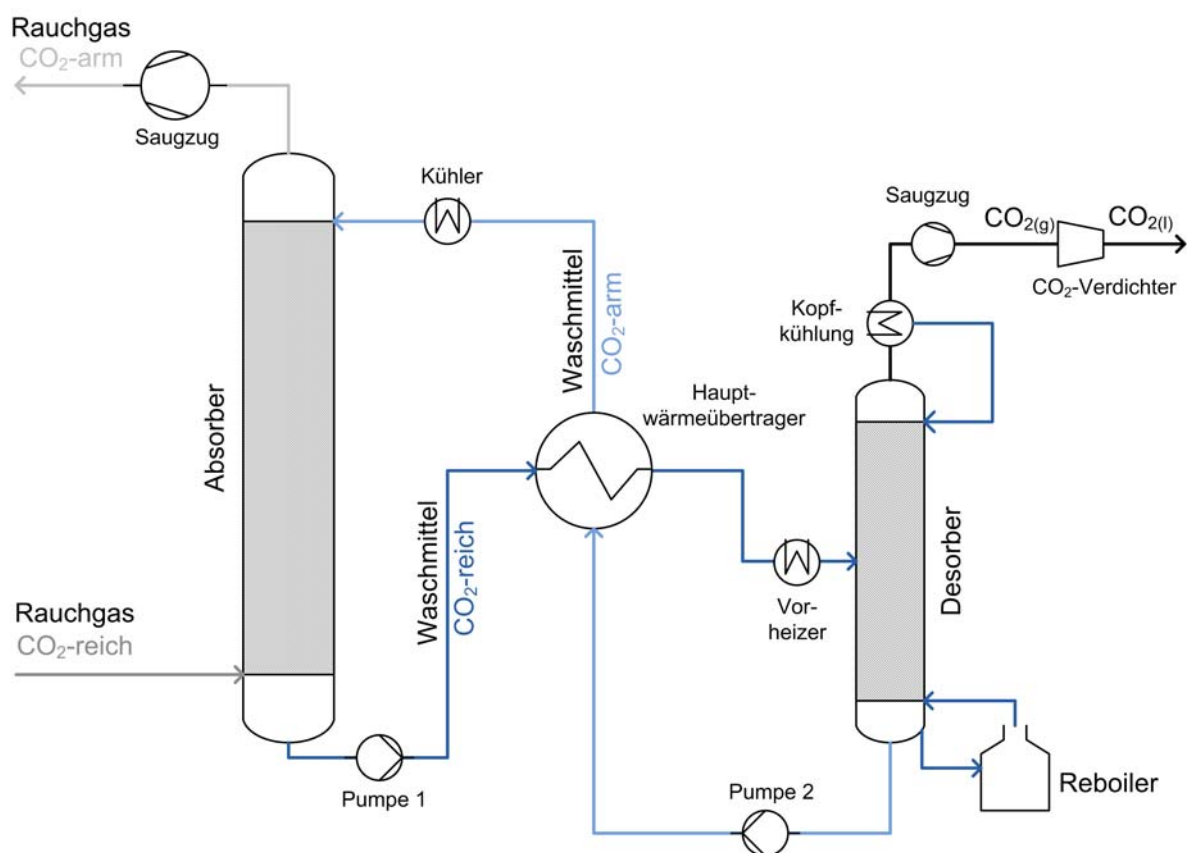 Rauchgas
CO₂-arm
Saugzug
Kühler
Saugzug
CO₂(g)
CO₂(l)
CO₂-Verdichter
Kopf-
kühlung
Waschmittel
CO₂-arm
Haupt-
wärmeübertrager
Absorber
Waschmittel
CO₂-reich
Desorber
Vor-
heizer
Rauchgas
CO₂-reich
Pumpe 1
Pumpe 2
Reboiler